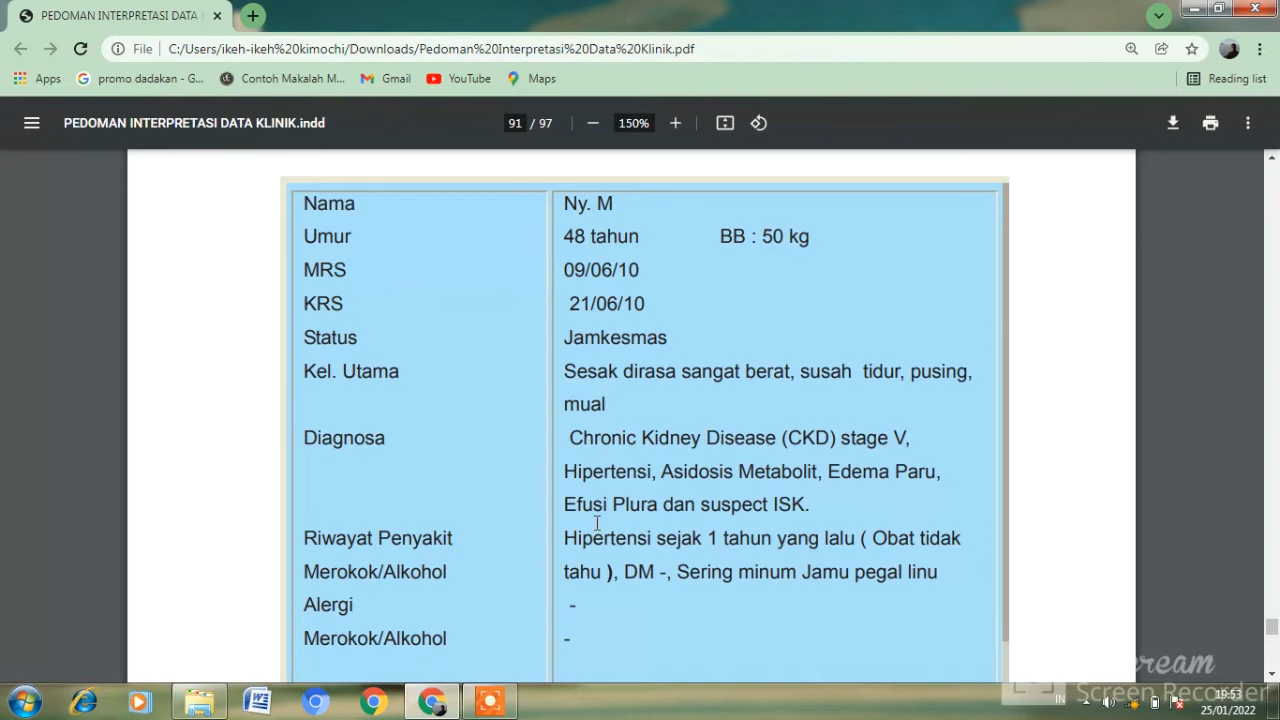 PEDOMAN INTERPRETASI DATA
File C:/Users/ikeh-ikeh%20kimochi/Downloads/Pedoman%20Interpretasi%20Data%20Klinik.pdf
Apps promo dadakan - G... Contoh Makalah M... Gmail YouTube Maps Reading list
PEDOMAN INTERPRETASI DATA KLINIK.indd 91 / 97 150%
Nama Ny. M
Umur 48 tahun BB : 50 kg
MRS 09/06/10
KRS 21/06/10
Status Jamkesmas
Kel. Utama Sesak dirasa sangat berat, susah tidur, pusing,
mual
Diagnosa Chronic Kidney Disease (CKD) stage V,
Hipertensi, Asidosis Metabolit, Edema Paru,
Efusi Plura dan suspect ISK.
Riwayat Penyakit Hipertensi sejak 1 tahun yang lalu ( Obat tidak
Merokok/Alkohol tahu ), DM -, Sering minum Jamu pegal linu
Alergi -
Merokok/Alkohol -
Screen Recorder
IN 19:53
25/01/2022